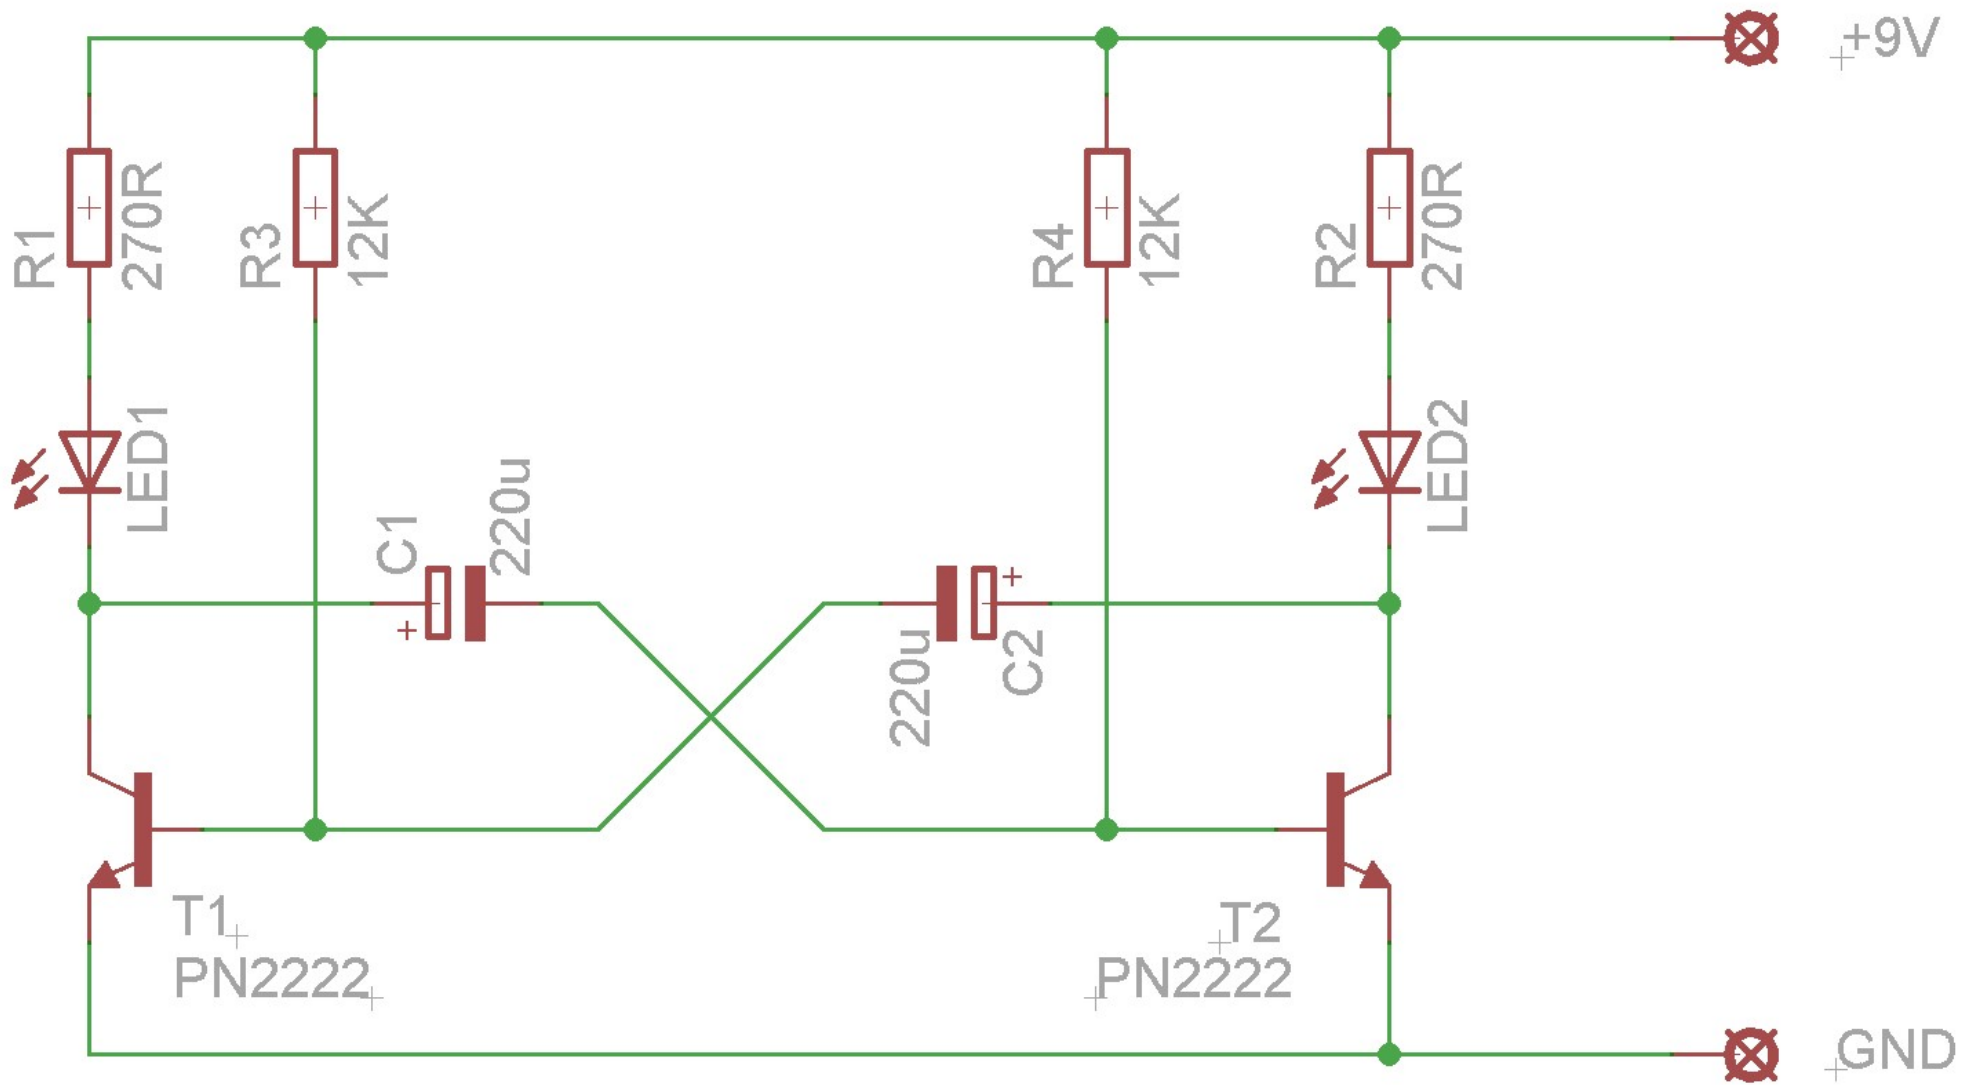 +9V
R1
270R
R3
12K
R4
12K
R2
270R
LED1
LED2
C1
220u
+
+
220u
C2
T1
PN2222
T2
PN2222
GND